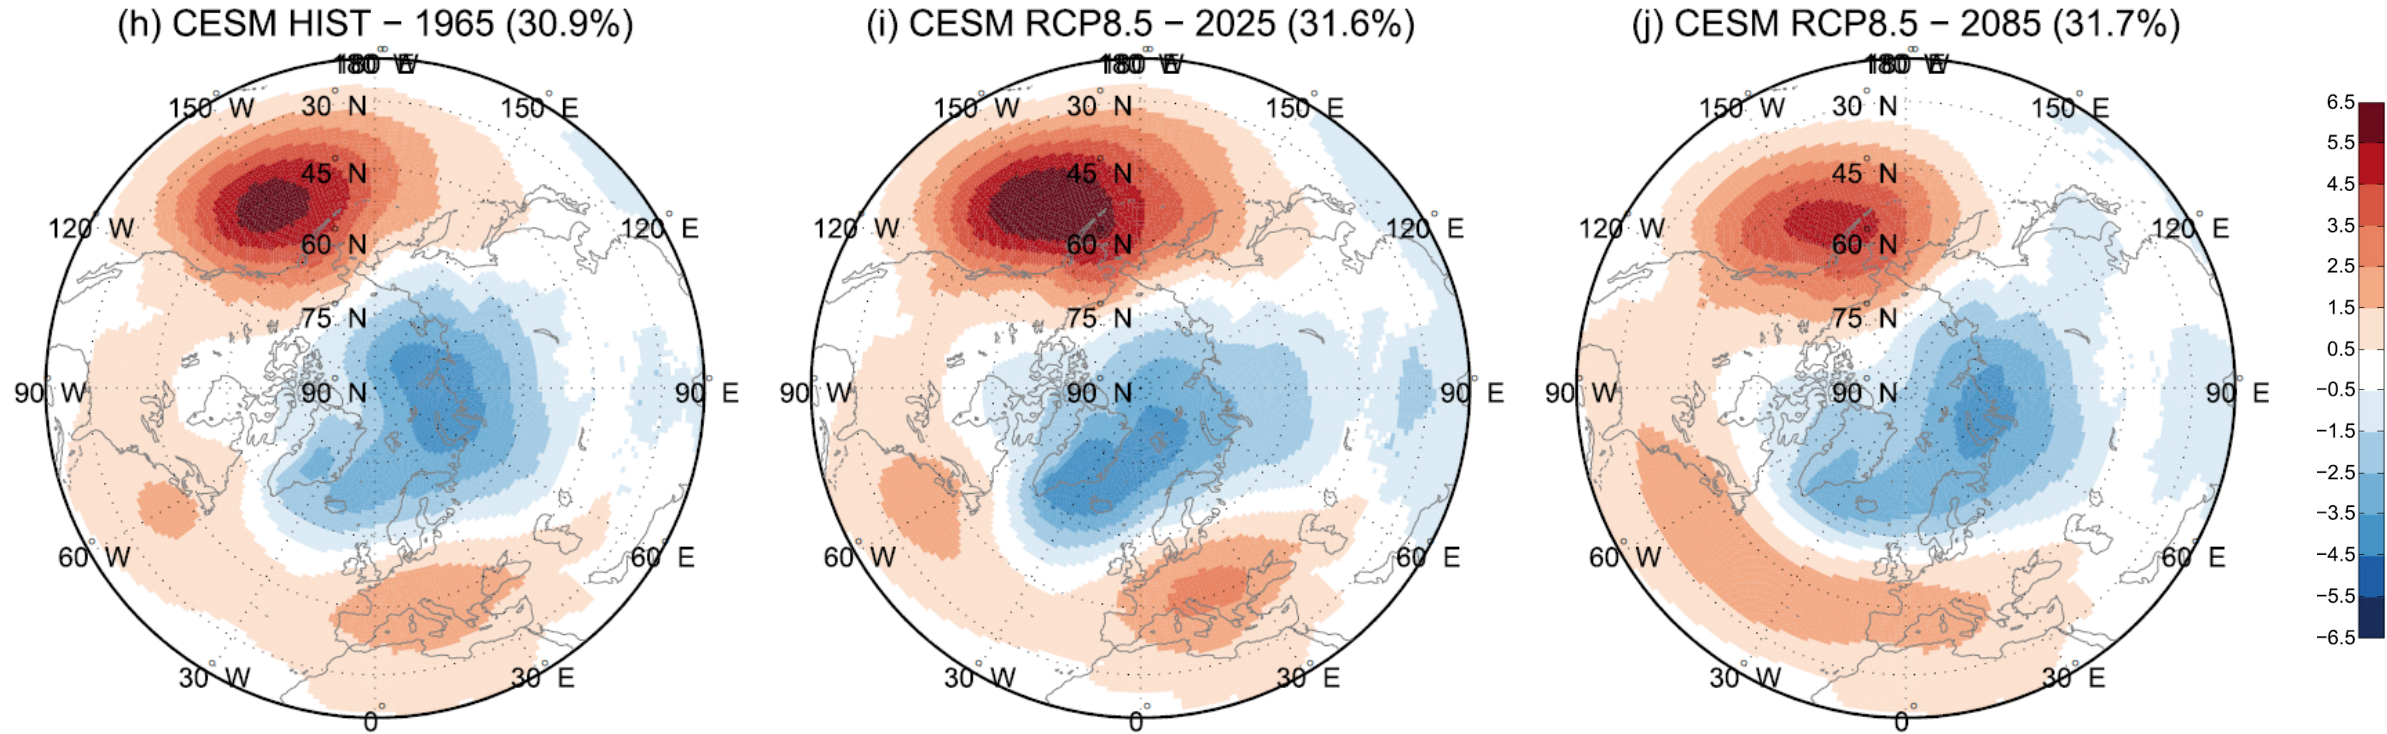 (h) CESM HIST − 1965 (30.9%)
(i) CESM RCP8.5 − 2025 (31.6%)
(j) CESM RCP8.5 − 2085 (31.7%)
150° W
30° N
150° E
45° N
120° W
120° E
60° N
75° N
90° W
90° N
90° E
60° W
60° E
30° W
30° E
0°
150° W
30° N
150° E
45° N
120° W
120° E
60° N
75° N
90° W
90° N
90° E
60° W
60° E
30° W
30° E
0°
150° W
30° N
150° E
45° N
120° W
120° E
60° N
75° N
90° W
90° N
90° E
60° W
60° E
30° W
30° E
0°
6.5
5.5
4.5
3.5
2.5
1.5
0.5
−0.5
−1.5
−2.5
−3.5
−4.5
−5.5
−6.5